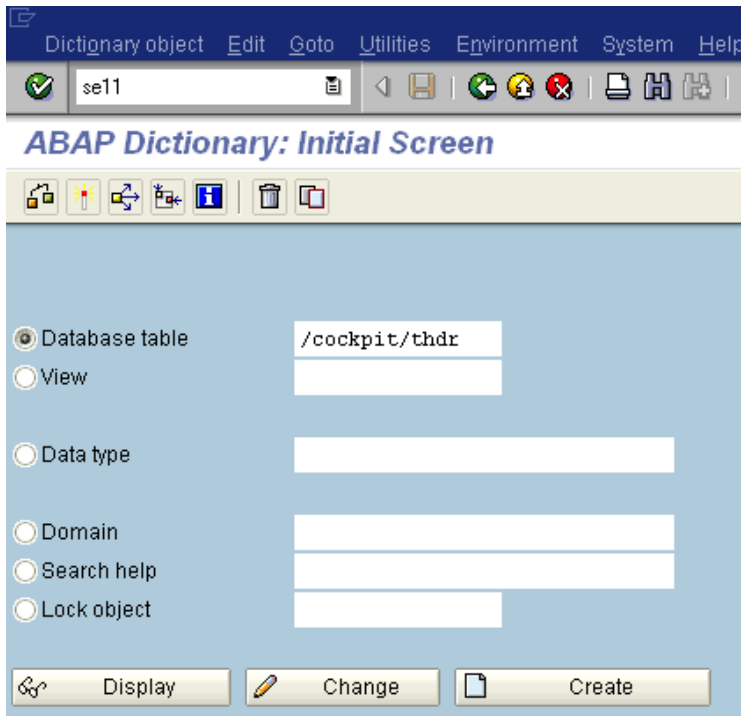 Dictionary object Edit Goto Utilities Environment System Help
se11
ABAP Dictionary: Initial Screen
Database table /cockpit/thdr
View
Data type
Domain
Search help
Lock object
Display Change Create